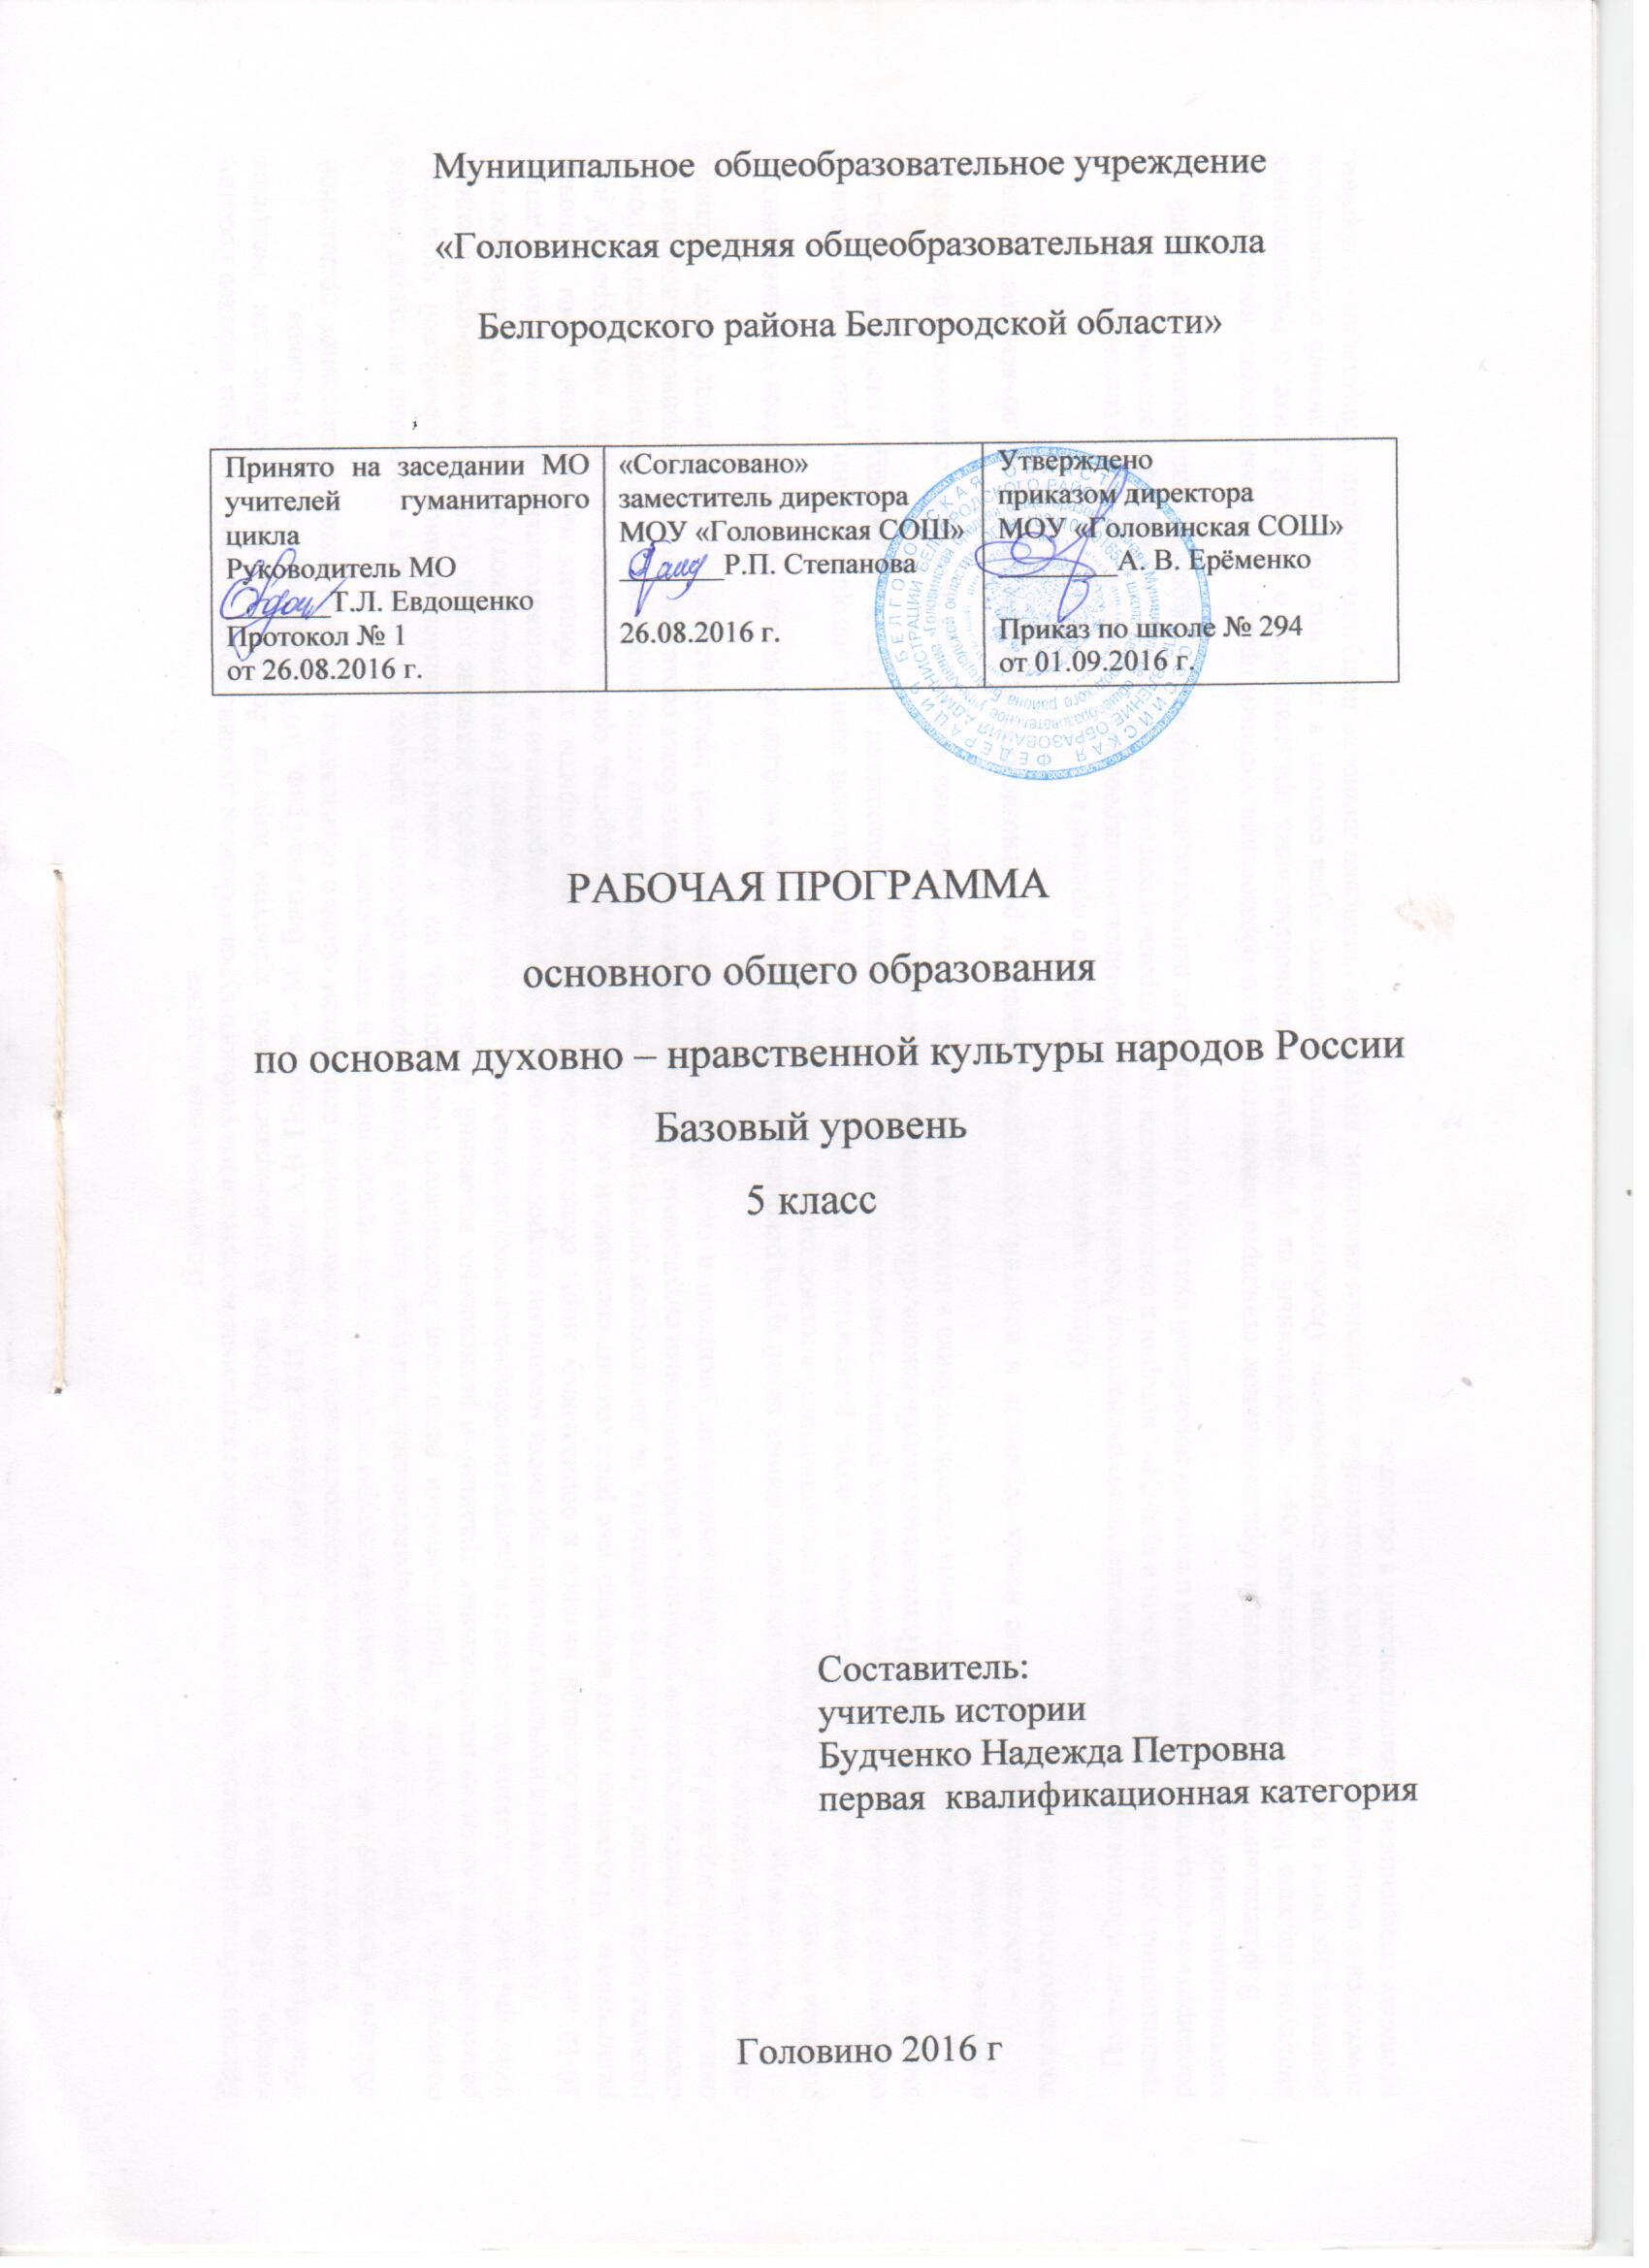 Муниципальное общеобразовательное учреждение
«Головинская средняя общеобразовательная школа
Белгородского района Белгородской области»
Принято на заседании МО
учителей гуманитарного
цикла
Руководитель МО
Т.Л. Евдощенко
Протокол № 1
от 26.08.2016 г.
«Согласовано»
заместитель директора
МОУ «Головинская СОШ»
Р.П. Степанова
26.08.2016 г.
Утверждено
приказом директора
МОУ «Головинская СОШ»
А. В. Ерёменко
Приказ по школе № 294
от 01.09.2016 г.
РОССИЙСКАЯ ФЕДЕРАЦИЯ БЕЛГОРОДСКАЯ ОБЛАСТЬ
РАБОЧАЯ ПРОГРАММА
основного общего образования
по основам духовно – нравственной культуры народов России
Базовый уровень
5 класс
Составитель:
учитель истории
Будченко Надежда Петровна
первая квалификационная категория
Головино 2016 г